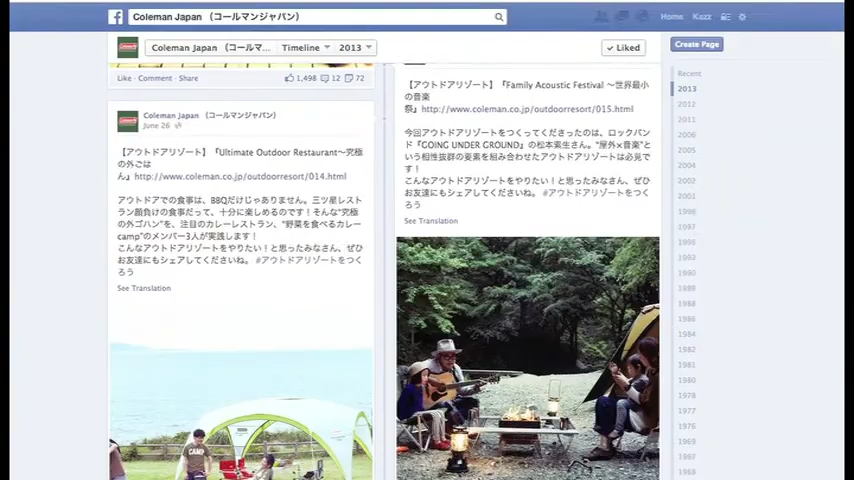 Coleman Japan （コールマンジャパン）
Home Kazz
Coleman Japan （コールマ... Timeline 2013
Liked
Create Page
Like · Comment · Share 1,498 12 72
Coleman Japan （コールマンジャパン）
June 26
【アウトドアリゾート】『Ultimate Outdoor Restaurant〜究極
の外ごは
ん』http://www.coleman.co.jp/outdoorresort/014.html
アウトドアでの食事は、BBQだけじゃありません。三ツ星レスト
ラン顔負けの食事だって、十分に楽しめるのです！そんな“究極
の外ゴハン”を、注目のカレーレストラン、“野菜を食べるカレー
camp”のメンバー3人が実践します！
こんなアウトドアリゾートをやりたい！と思ったみなさん、ぜひ
お友達にもシェアしてくださいね。 #アウトドアリゾートをつく
ろう
See Translation
CAMP
【アウトドアリゾート】『Family Acoustic Festival 〜世界最小
の音楽
祭』http://www.coleman.co.jp/outdoorresort/015.html
今回アウトドアリゾートをつくってくださったのは、ロックバン
ド『GOING UNDER GROUND』の松本素生さん。“屋外×音楽”と
いう相性抜群の要素を組み合わせたアウトドアリゾートは必見で
す！
こんなアウトドアリゾートをやりたい！と思ったみなさん、ぜひ
お友達にもシェアしてくださいね。 #アウトドアリゾートをつく
ろう
See Translation
Recent
2013
2012
2011
2006
2005
2004
2002
2001
1998
1997
1993
1992
1990
1989
1988
1986
1984
1982
1981
1980
1978
1977
1976
1969
1968